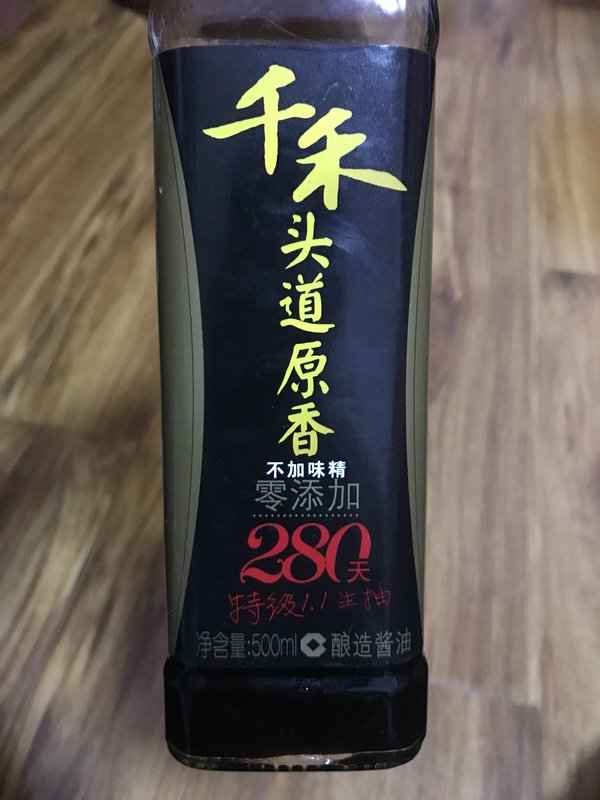 千禾
头道原香
不加味精
零添加
280天
特级1.1生抽
净含量:500ml 酿造酱油